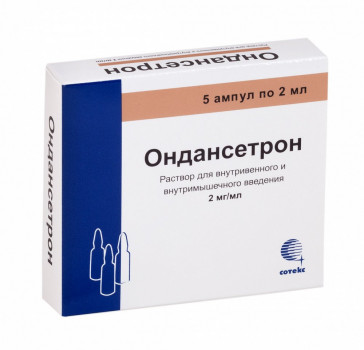 Ондансетрон
5 ампул по 2 мл
Ондансетрон
Раствор для внутривенного и
внутримышечного введения
2 мг/мл
сотекс